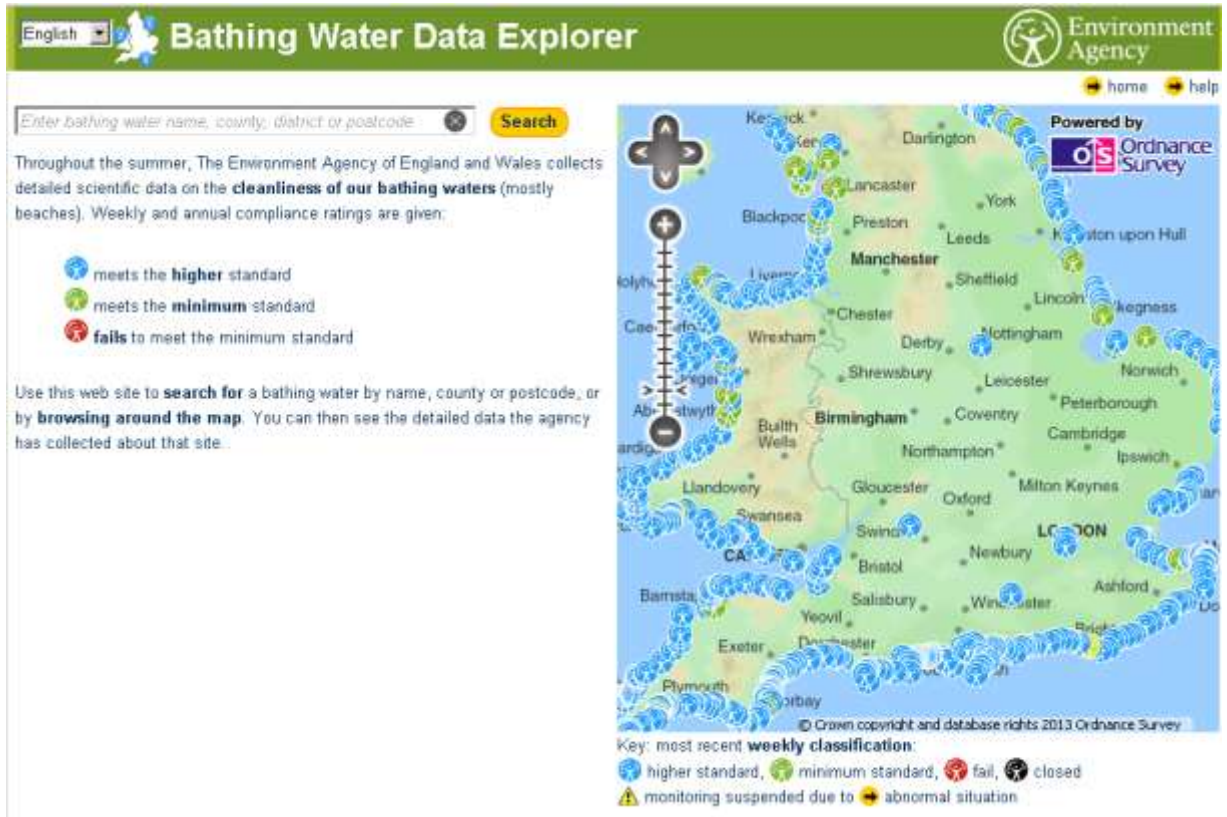 English
Bathing Water Data Explorer
Environment
Agency
home help
Enter bathing water name, county, district or postcode
Search
Throughout the summer, The Environment Agency of England and Wales collects
detailed scientific data on the cleanliness of our bathing waters (mostly
beaches). Weekly and annual compliance ratings are given:
meets the higher standard
meets the minimum standard
fails to meet the minimum standard
Use this web site to search for a bathing water by name, county or postcode, or
by browsing around the map. You can then see the detailed data the agency
has collected about that site.
Powered by
OS Ordnance
Survey
Darlington
Lancaster
York
Preston
Leeds
Manchester
Sheffield
Lincoln
Chester
Wrexham
Derby
Nottingham
Norwich
Shrewsbury
Leicester
Peterborough
Birmingham
Coventry
Builth
Wells
Cambridge
Northampton
Ipswich
Llandovery
Gloucester
Milton Keynes
Oxford
Swansea
Newbury
Bristol
Ashford
Salisbury
Yeovil
Exeter
Plymouth
© Crown copyright and database rights 2013 Ordnance Survey
Key: most recent weekly classification:
higher standard, minimum standard, fail, closed
monitoring suspended due to abnormal situation